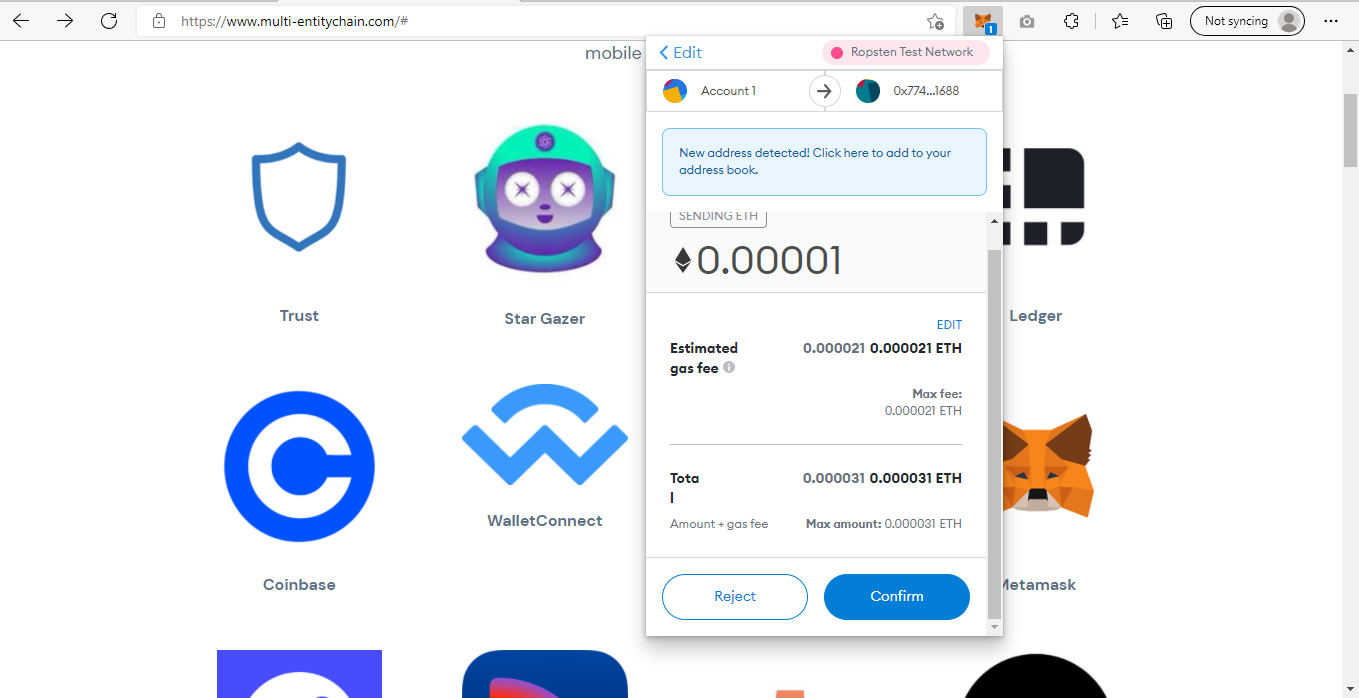 https://www.multi-entitychain.com/#
1
Not syncing
mobile
Edit
Ropsten Test Network
Account 1
0x774...1688
New address detected! Click here to add to your
address book.
SENDING ETH
0.00001
EDIT
Estimated
gas fee
0.000021 0.000021 ETH
Max fee:
0.000021 ETH
Tota
l
0.000031 0.000031 ETH
Amount + gas fee
Max amount: 0.000031 ETH
Reject
Confirm
Trust
Star Gazer
Ledger
Coinbase
WalletConnect
Metamask